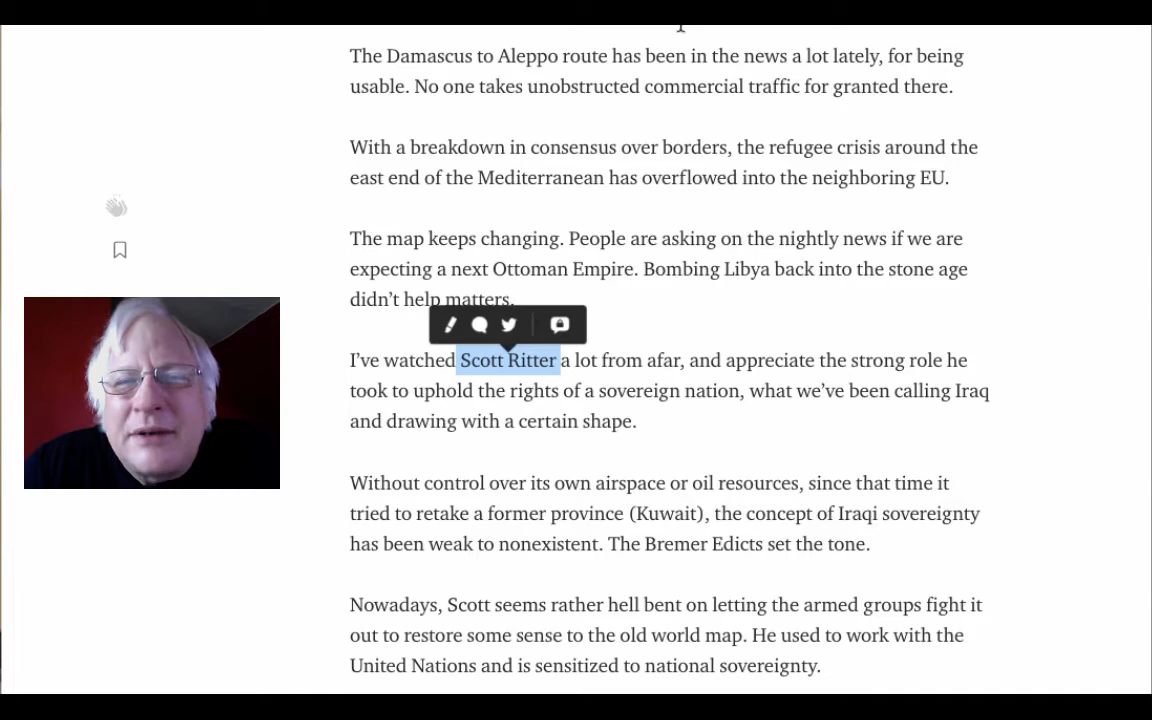 The Damascus to Aleppo route has been in the news a lot lately, for being
usable. No one takes unobstructed commercial traffic for granted there.
With a breakdown in consensus over borders, the refugee crisis around the
east end of the Mediterranean has overflowed into the neighboring EU.
The map keeps changing. People are asking on the nightly news if we are
expecting a next Ottoman Empire. Bombing Libya back into the stone age
didn’t help matters.
I’ve watched Scott Ritter a lot from afar, and appreciate the strong role he
took to uphold the rights of a sovereign nation, what we’ve been calling Iraq
and drawing with a certain shape.
Without control over its own airspace or oil resources, since that time it
tried to retake a former province (Kuwait), the concept of Iraqi sovereignty
has been weak to nonexistent. The Bremer Edicts set the tone.
Nowadays, Scott seems rather hell bent on letting the armed groups fight it
out to restore some sense to the old world map. He used to work with the
United Nations and is sensitized to national sovereignty.